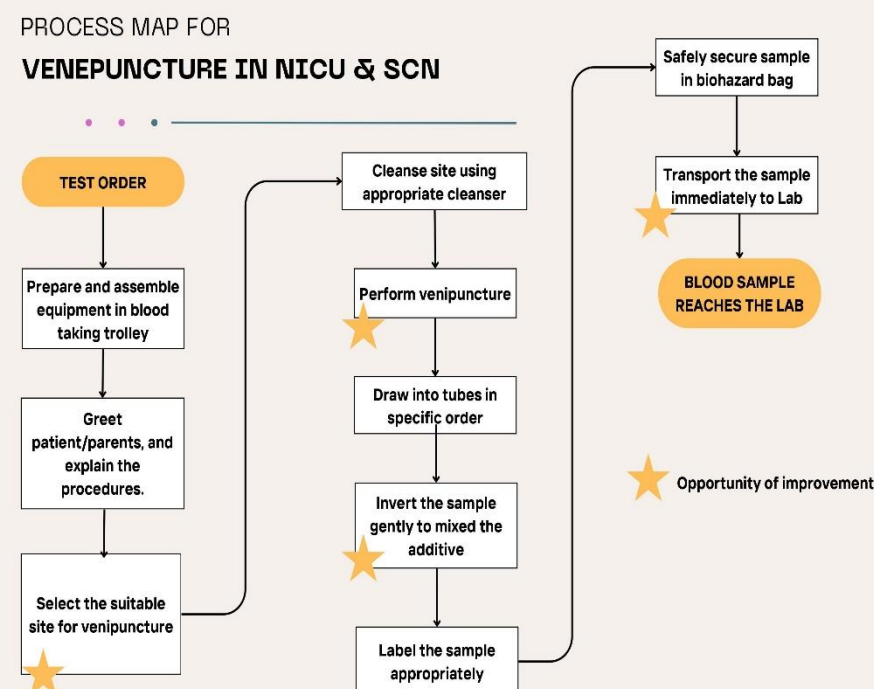 PROCESS MAP FOR
VENEPUNCTURE IN NICU & SCN
TEST ORDER
Prepare and assemble
equipment in blood
taking trolley
Greet
patient/parents, and
explain the
procedures.
Select the suitable
site for venipuncture
Cleanse site using
appropriate cleanser
Perform venipuncture
Draw into tubes in
specific order
Invert the sample
gently to mixed the
additive
Label the sample
appropriately
Safely secure sample
in biohazard bag
Transport the sample
immediately to Lab
BLOOD SAMPLE
REACHES THE LAB
Opportunity of improvement